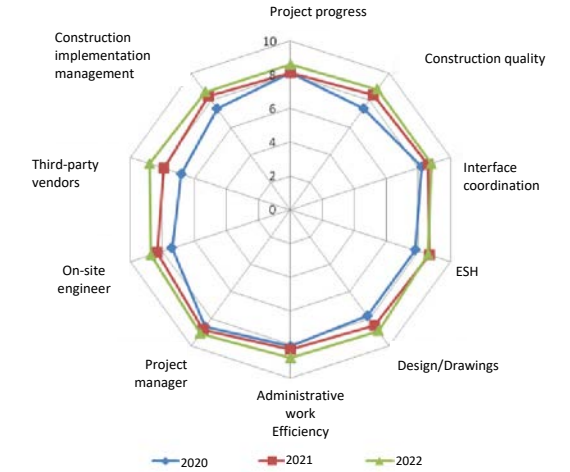 Project progress
Construction quality
Interface
coordination
ESH
Design/Drawings
Administrative
work
Efficiency
Project
manager
On-site
engineer
Third-party
vendors
Construction
implementation
management
10
8
6
4
2
0
2020
2021
2022